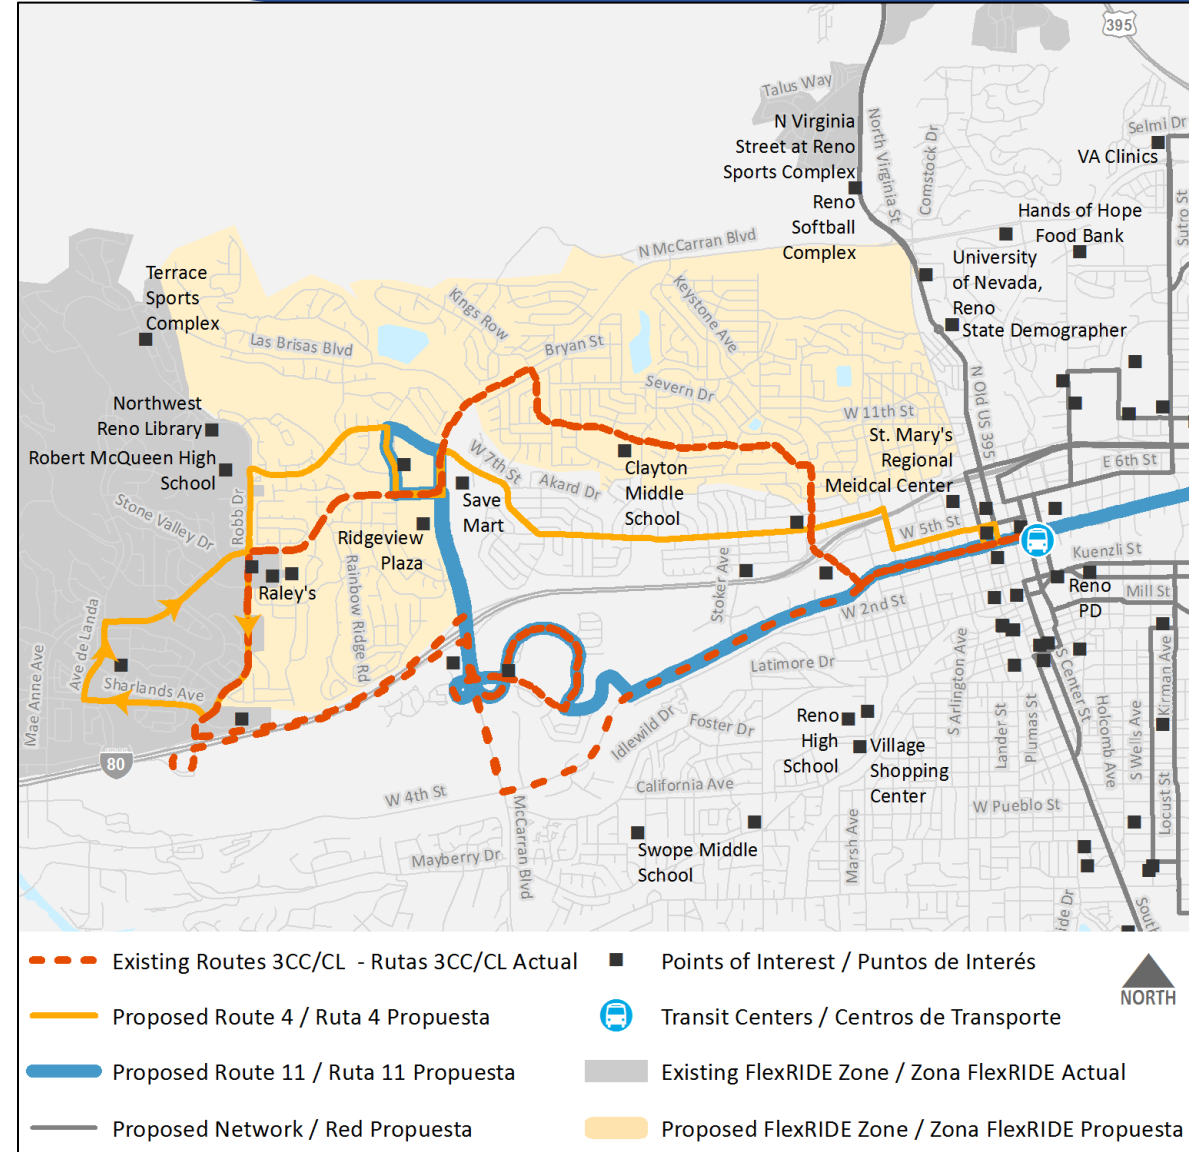 395
Talus Way
N Virginia
Street at Reno
Sports Complex
North Virginia St
Comstock Dr
Selmi Dr
VA Clinics
Sutro St
Reno
Softball
Complex
Hands of Hope
Food Bank
N McCarran Blvd
University
of Nevada,
Reno
State Demographer
Terrace
Sports
Complex
Kings Row
Keystone Ave
Las Brisas Blvd
Bryan St
Severn Dr
N Old US 395
W 11th St
Northwest
Reno Library
Robert McQueen High
School
St. Mary's
Regional
Meidcal Center
E 6th St
W 7th St
Akard Dr
Clayton
Middle
School
Save
Mart
Stone Valley Dr
Robb Dr
Ridgeview
Plaza
W 5th St
Kuenzli St
Raley's
Rainbow Ridge Rd
Stoker Ave
Reno
PD
Mill St
W 2nd St
Ave de Landa
Mae Anne Ave
Sharlands Ave
Latimore Dr
S Arlington Ave
S Center St
Kirman Ave
Idlewild Dr
Foster Dr
Reno
High
School
Village
Shopping
Center
Lander St
Plumas St
Holcomb Ave
S Wells Ave
Locust St
80
W 4th St
McCarran Blvd
California Ave
W Pueblo St
Mayberry Dr
Swope Middle
School
Marsh Ave
ide Dr
South
Existing Routes 3CC/CL - Rutas 3CC/CL Actual
Points of Interest / Puntos de Interés
Proposed Route 4 / Ruta 4 Propuesta
Transit Centers / Centros de Transporte
NORTH
Proposed Route 11 / Ruta 11 Propuesta
Existing FlexRIDE Zone / Zona FlexRIDE Actual
Proposed Network / Red Propuesta
Proposed FlexRIDE Zone / Zona FlexRIDE Propuesta